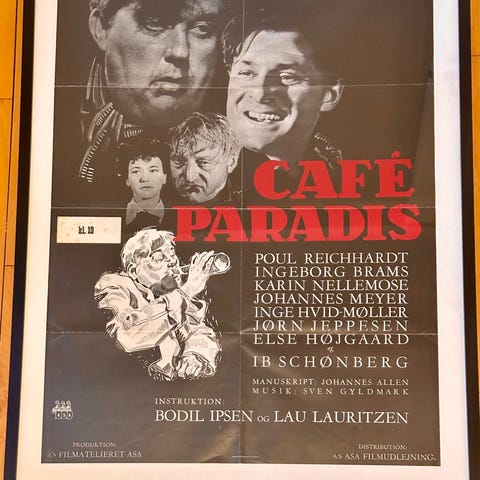 CAFÉ
PARADIS
kl. 19
POUL REICHHARDT
INGEBORG BRAMS
KARIN NELLEMOSE
JOHANNES MEYER
INGE HVID-MØLLER
JØRN JEPPESEN
ELSE HØJGAARD
og
IB SCHØNBERG
MANUSKRIPT: JOHANNES ALLEN
MUSIK: SVEN GYLDMARK
INSTRUKTION:
BODIL IPSEN OG LAU LAURITZEN
ASA
PRODUKTION:
A/S FILMATELIERET ASA
DISTRIBUTION:
A-S ASA FILMUDLEJNING.